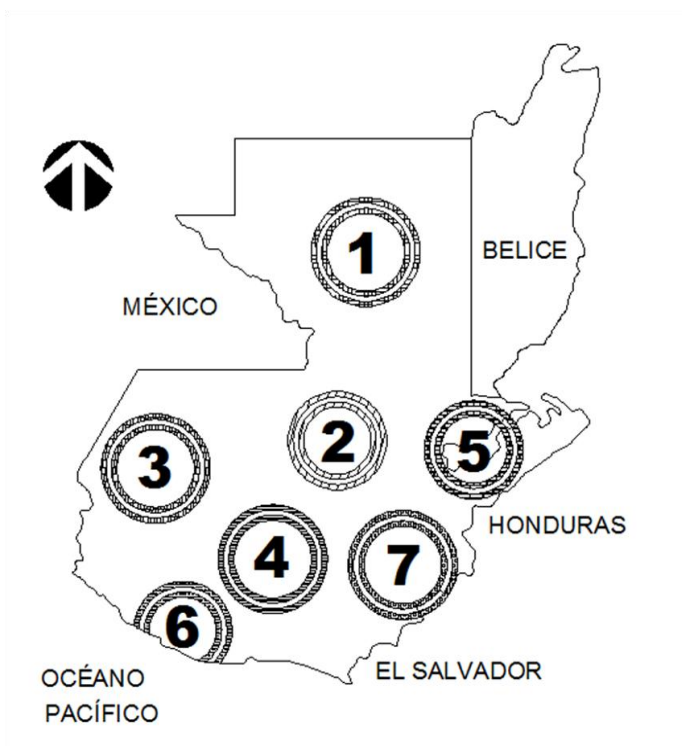 1
BELICE
MÉXICO
2
3
5
HONDURAS
4
7
6
EL SALVADOR
OCÉANO
PACÍFICO